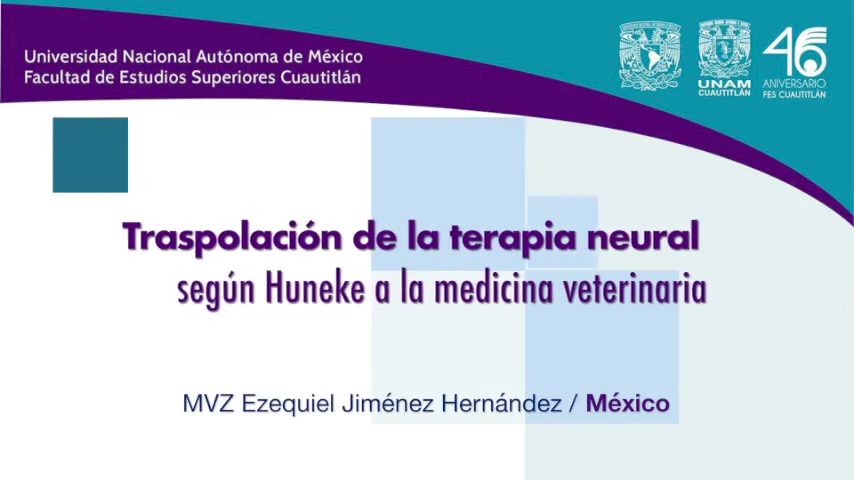 Universidad Nacional Autónoma de México
Facultad de Estudios Superiores Cuautitlán
UNAM
CUAUTITLÁN
46
ANIVERSARIO
FES CUAUTITLÁN
Traspolación de la terapia neural
según Huneke a la medicina veterinaria
MVZ Ezequiel Jiménez Hernández / México